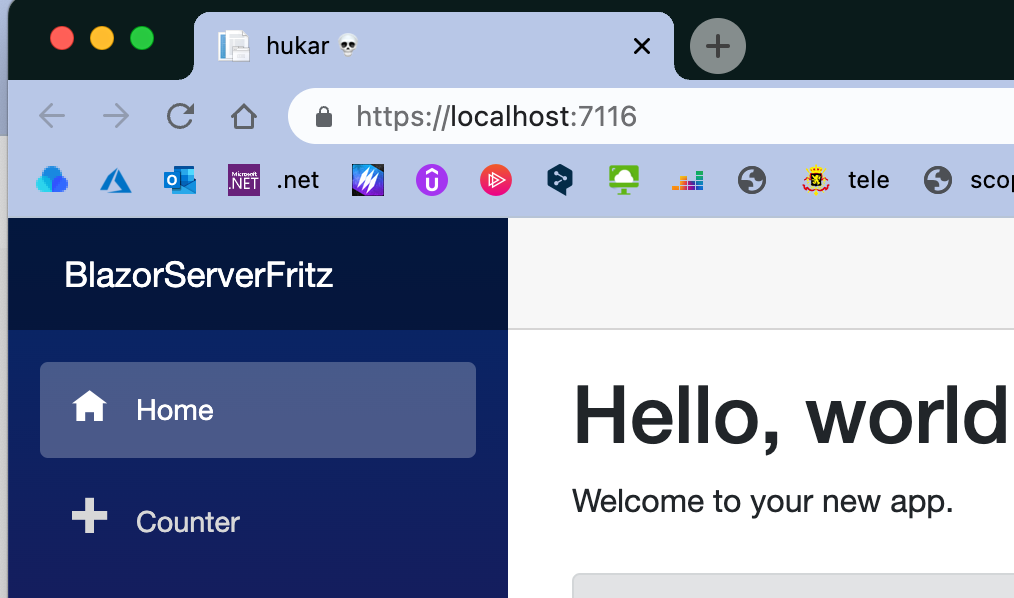 hukar 💀
https://localhost:7116
Microsoft .NET .net tele scop
BlazorServerFritz
Home
Hello, world
Welcome to your new app.
Counter